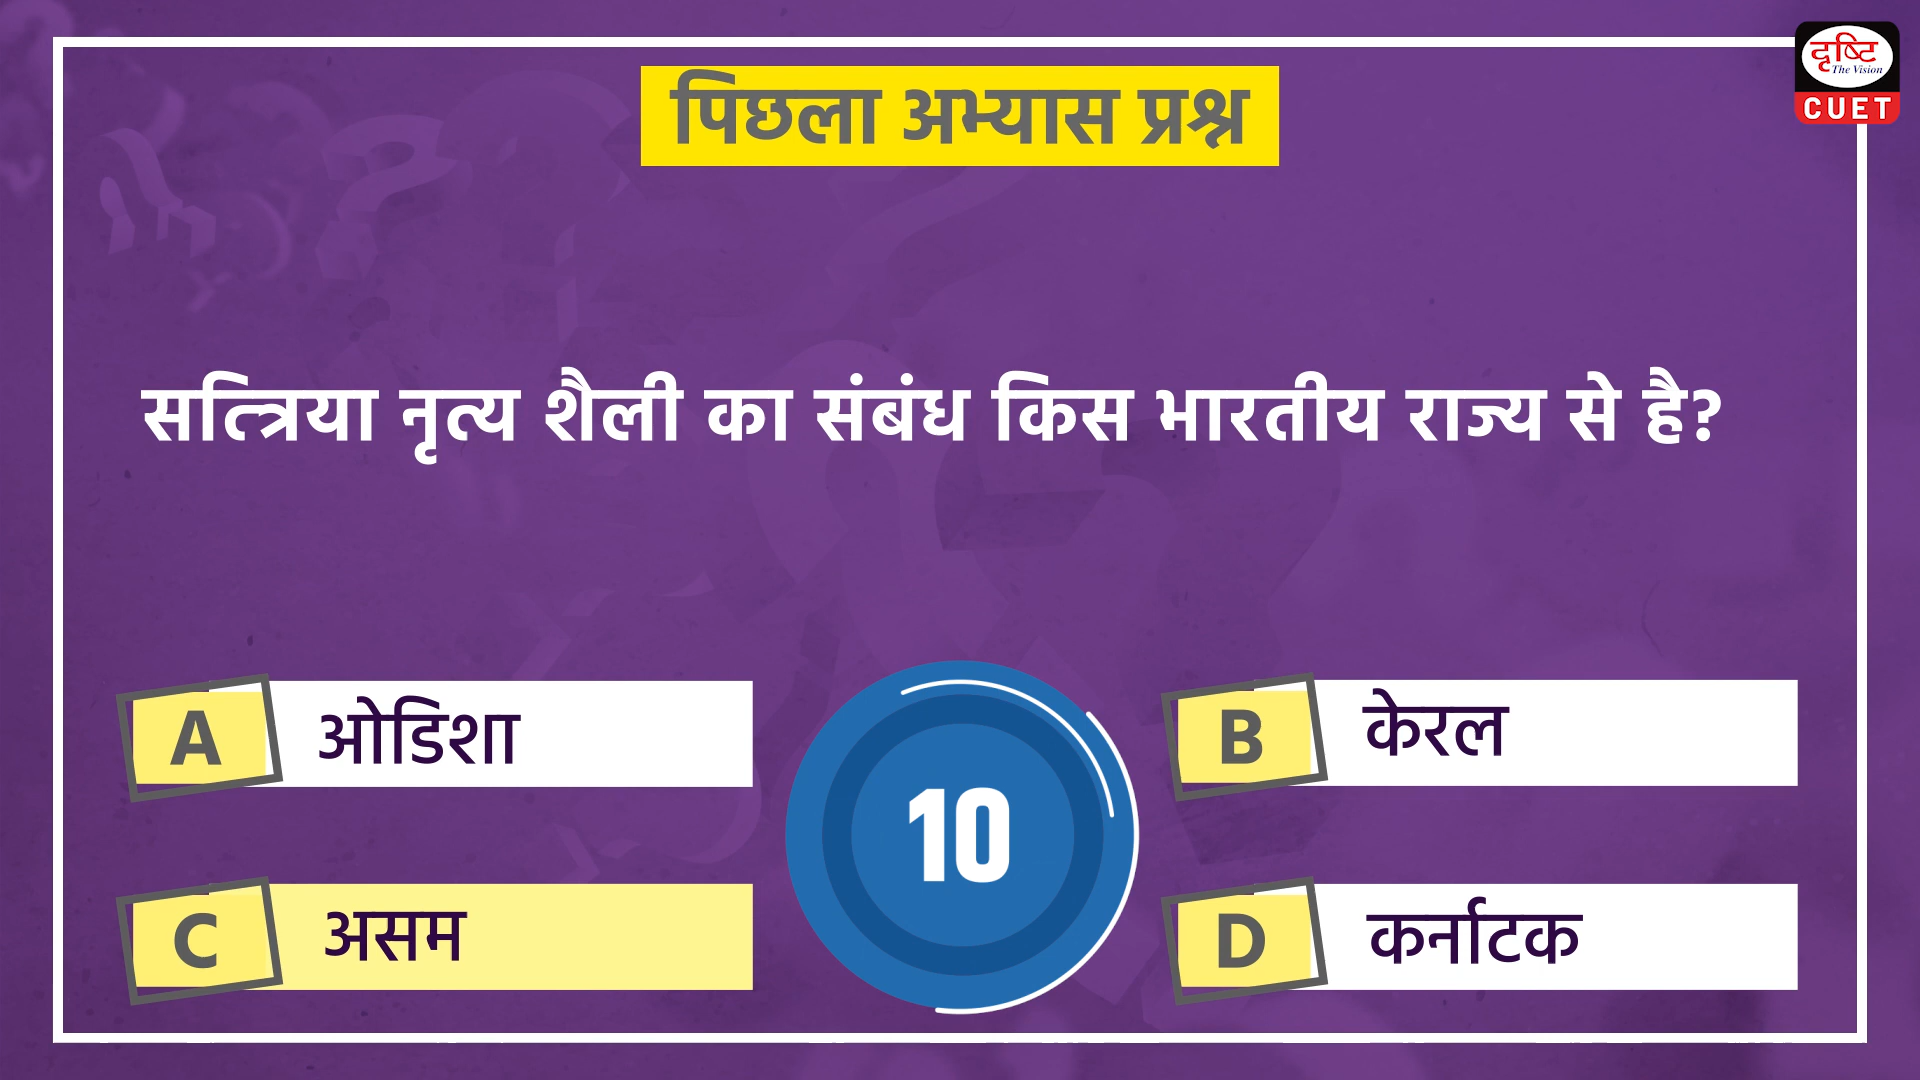 दृष्टि
The Vision
CUET
पिछला अभ्यास प्रश्न
सत्त्रिया नृत्य शैली का संबंध किस भारतीय राज्य से है?
A ओडिशा
B केरल
10
C असम
D कर्नाटक